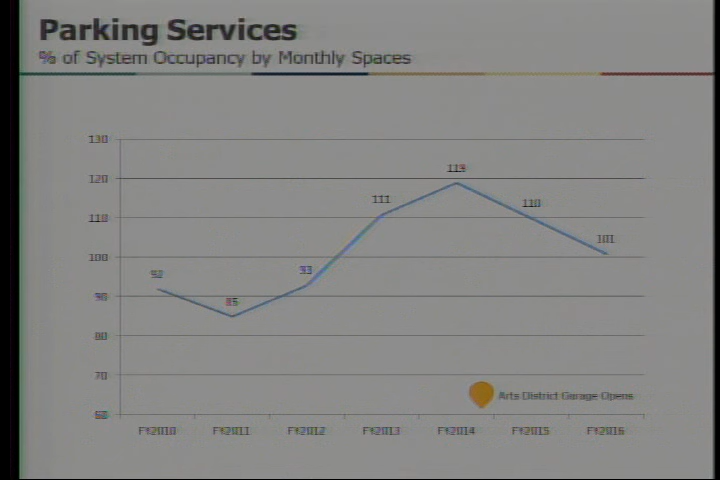 Parking Services
% of System Occupancy by Monthly Spaces
130
120
110
100
90
80
70
60
92
85
93
111
119
110
101
Arts District Garage Opens
FY2010
FY2011
FY2012
FY2013
FY2014
FY2015
FY2016